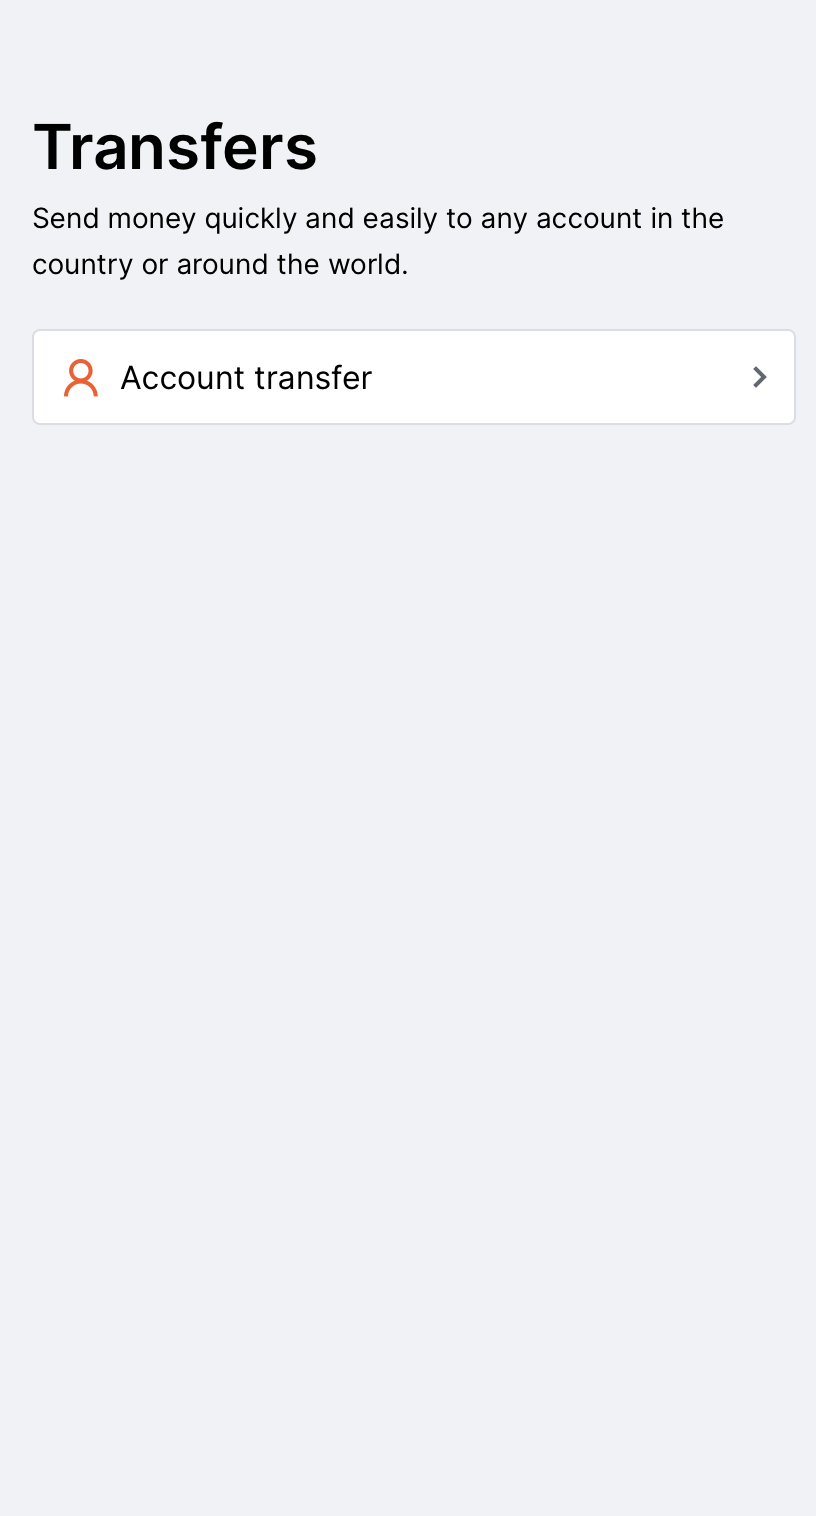 Transfers
Send money quickly and easily to any account in the
country or around the world.
Account transfer